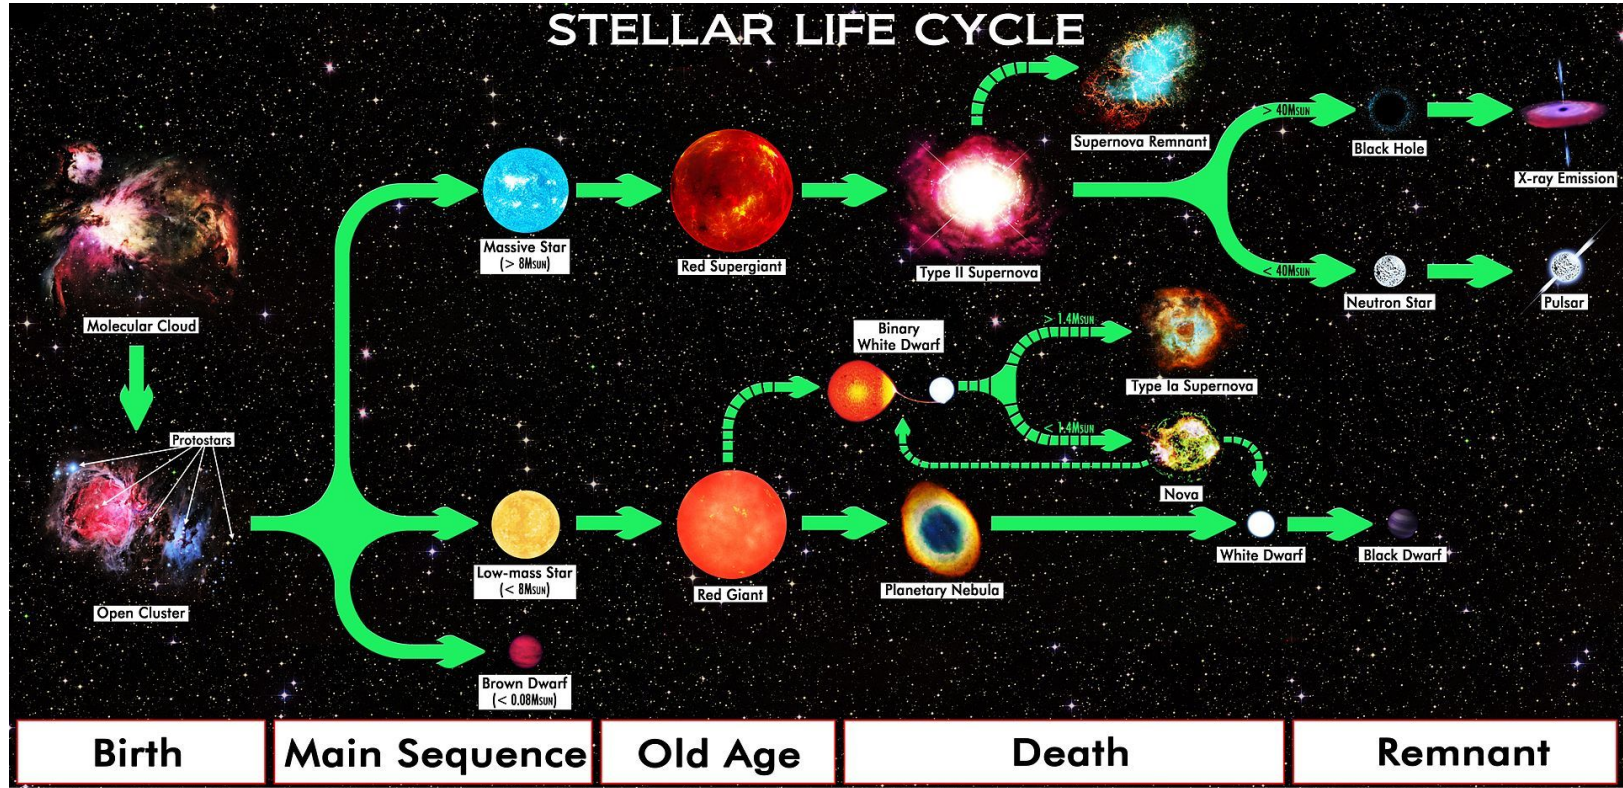 STELLAR LIFE CYCLE
Molecular Cloud
Protostars
Open Cluster
Massive Star
(> 8MSUN)
Red Supergiant
Type II Supernova
Supernova Remnant
> 40MSUN
Black Hole
X-ray Emission
< 40MSUN
Neutron Star
Pulsar
Low-mass Star
(< 8MSUN)
Red Giant
Binary
White Dwarf
> 1.4MSUN
Type Ia Supernova
< 1.4MSUN
Nova
Planetary Nebula
White Dwarf
Black Dwarf
Brown Dwarf
(< 0.08MSUN)
Birth
Main Sequence
Old Age
Death
Remnant